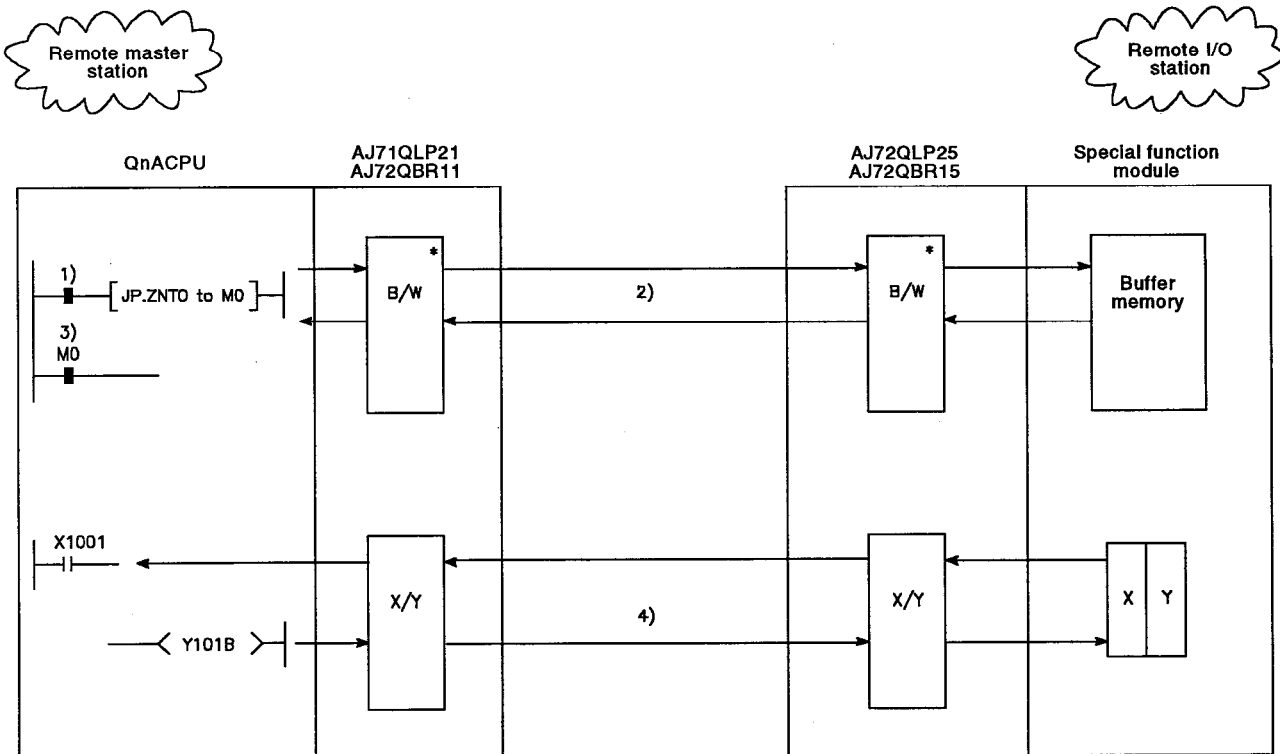 Remote master
station
Remote I/O
station
QnACPU
AJ71QLP21
AJ72QBR11
AJ72QLP25
AJ72QBR15
Special function
module
1)
JP.ZNTO to M0
3)
M0
*
B/W
2)
*
B/W
Buffer
memory
X1001
Y101B
X/Y
4)
X/Y
X
Y